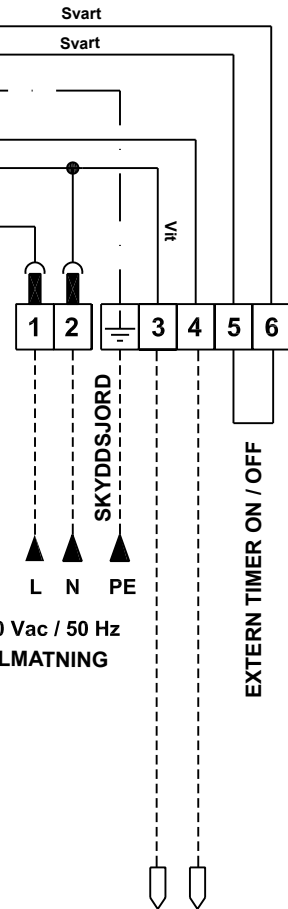 Svart
Svart
Vit
1 2 3 4 5 6
SKYDDSJORD
L N PE
0 Vac / 50 Hz
LMATNING
EXTERN TIMER ON / OFF